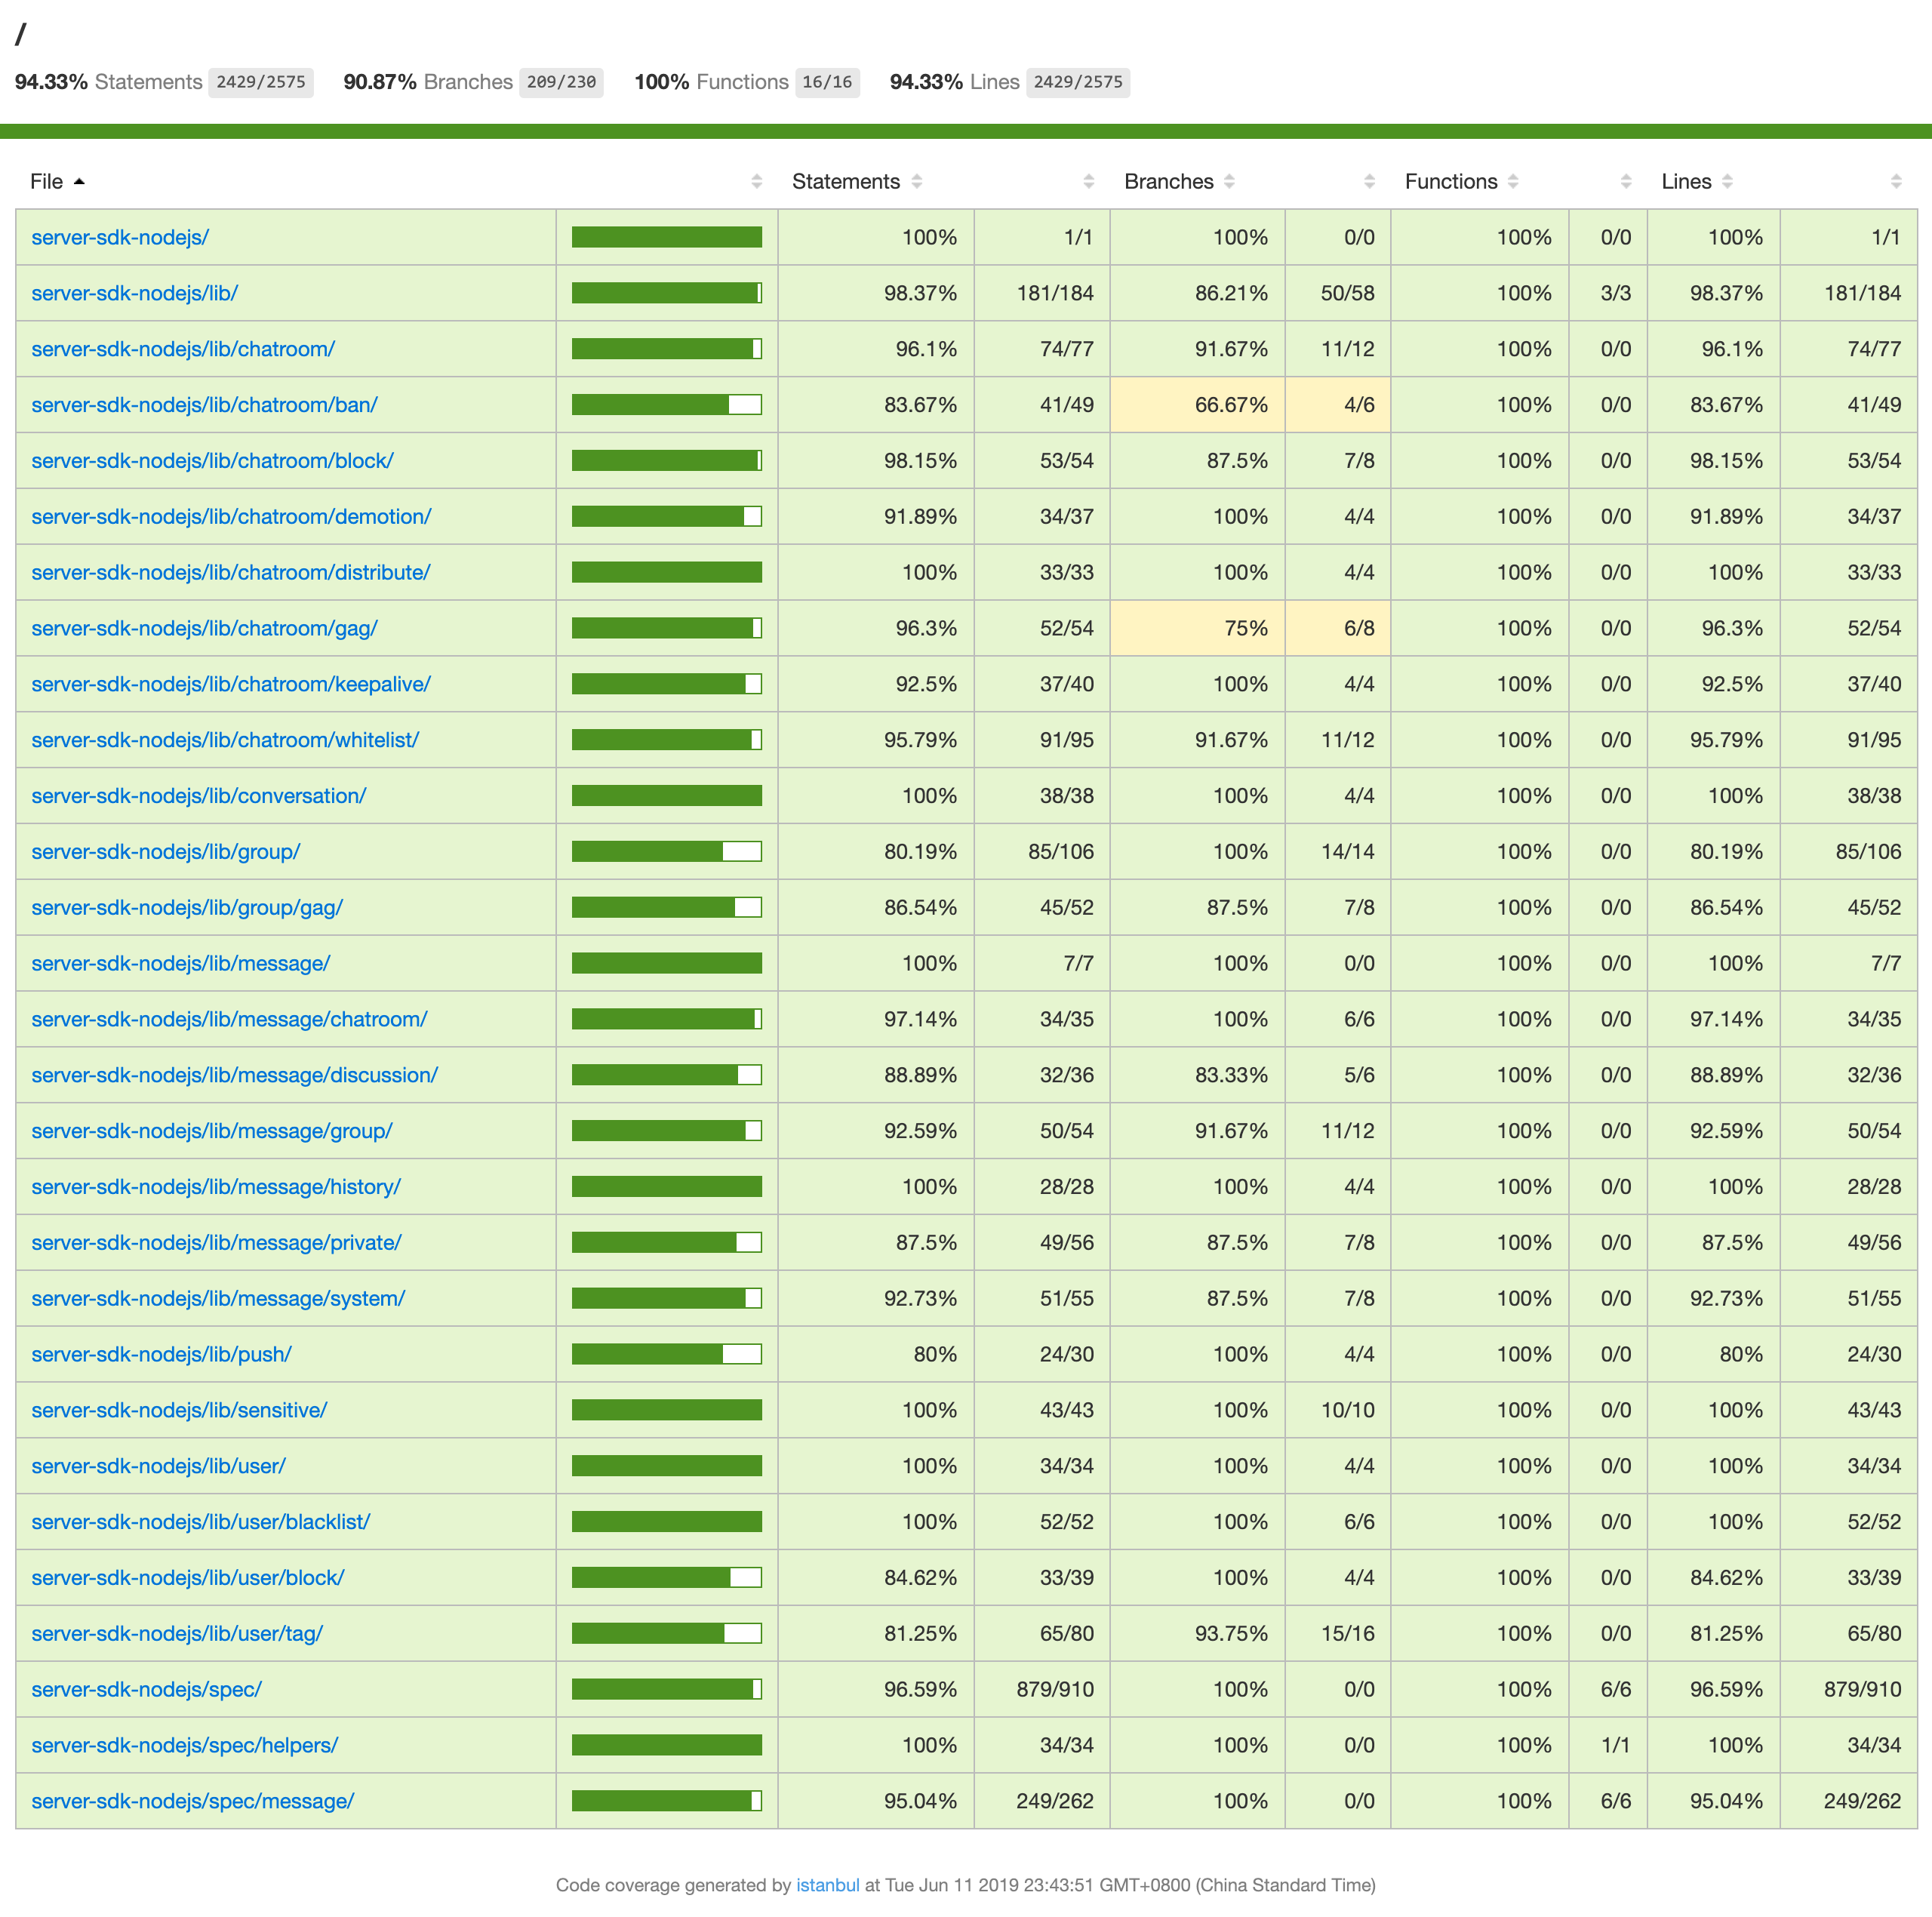 /
94.33% Statements 2429/2575 90.87% Branches 209/230 100% Functions 16/16 94.33% Lines 2429/2575
File Statements Branches Functions Lines
server-sdk-nodejs/ 100% 1/1 100% 0/0 100% 0/0 100% 1/1
server-sdk-nodejs/lib/ 98.37% 181/184 86.21% 50/58 100% 3/3 98.37% 181/184
server-sdk-nodejs/lib/chatroom/ 96.1% 74/77 91.67% 11/12 100% 0/0 96.1% 74/77
server-sdk-nodejs/lib/chatroom/ban/ 83.67% 41/49 66.67% 4/6 100% 0/0 83.67% 41/49
server-sdk-nodejs/lib/chatroom/block/ 98.15% 53/54 87.5% 7/8 100% 0/0 98.15% 53/54
server-sdk-nodejs/lib/chatroom/demotion/ 91.89% 34/37 100% 4/4 100% 0/0 91.89% 34/37
server-sdk-nodejs/lib/chatroom/distribute/ 100% 33/33 100% 4/4 100% 0/0 100% 33/33
server-sdk-nodejs/lib/chatroom/gag/ 96.3% 52/54 75% 6/8 100% 0/0 96.3% 52/54
server-sdk-nodejs/lib/chatroom/keepalive/ 92.5% 37/40 100% 4/4 100% 0/0 92.5% 37/40
server-sdk-nodejs/lib/chatroom/whitelist/ 95.79% 91/95 91.67% 11/12 100% 0/0 95.79% 91/95
server-sdk-nodejs/lib/conversation/ 100% 38/38 100% 4/4 100% 0/0 100% 38/38
server-sdk-nodejs/lib/group/ 80.19% 85/106 100% 14/14 100% 0/0 80.19% 85/106
server-sdk-nodejs/lib/group/gag/ 86.54% 45/52 87.5% 7/8 100% 0/0 86.54% 45/52
server-sdk-nodejs/lib/message/ 100% 7/7 100% 0/0 100% 0/0 100% 7/7
server-sdk-nodejs/lib/message/chatroom/ 97.14% 34/35 100% 6/6 100% 0/0 97.14% 34/35
server-sdk-nodejs/lib/message/discussion/ 88.89% 32/36 83.33% 5/6 100% 0/0 88.89% 32/36
server-sdk-nodejs/lib/message/group/ 92.59% 50/54 91.67% 11/12 100% 0/0 92.59% 50/54
server-sdk-nodejs/lib/message/history/ 100% 28/28 100% 4/4 100% 0/0 100% 28/28
server-sdk-nodejs/lib/message/private/ 87.5% 49/56 87.5% 7/8 100% 0/0 87.5% 49/56
server-sdk-nodejs/lib/message/system/ 92.73% 51/55 87.5% 7/8 100% 0/0 92.73% 51/55
server-sdk-nodejs/lib/push/ 80% 24/30 100% 4/4 100% 0/0 80% 24/30
server-sdk-nodejs/lib/sensitive/ 100% 43/43 100% 10/10 100% 0/0 100% 43/43
server-sdk-nodejs/lib/user/ 100% 34/34 100% 4/4 100% 0/0 100% 34/34
server-sdk-nodejs/lib/user/blacklist/ 100% 52/52 100% 6/6 100% 0/0 100% 52/52
server-sdk-nodejs/lib/user/block/ 84.62% 33/39 100% 4/4 100% 0/0 84.62% 33/39
server-sdk-nodejs/lib/user/tag/ 81.25% 65/80 93.75% 15/16 100% 0/0 81.25% 65/80
server-sdk-nodejs/spec/ 96.59% 879/910 100% 0/0 100% 6/6 96.59% 879/910
server-sdk-nodejs/spec/helpers/ 100% 34/34 100% 0/0 100% 1/1 100% 34/34
server-sdk-nodejs/spec/message/ 95.04% 249/262 100% 0/0 100% 6/6 95.04% 249/262
Code coverage generated by istanbul at Tue Jun 11 2019 23:43:51 GMT+0800 (China Standard Time)